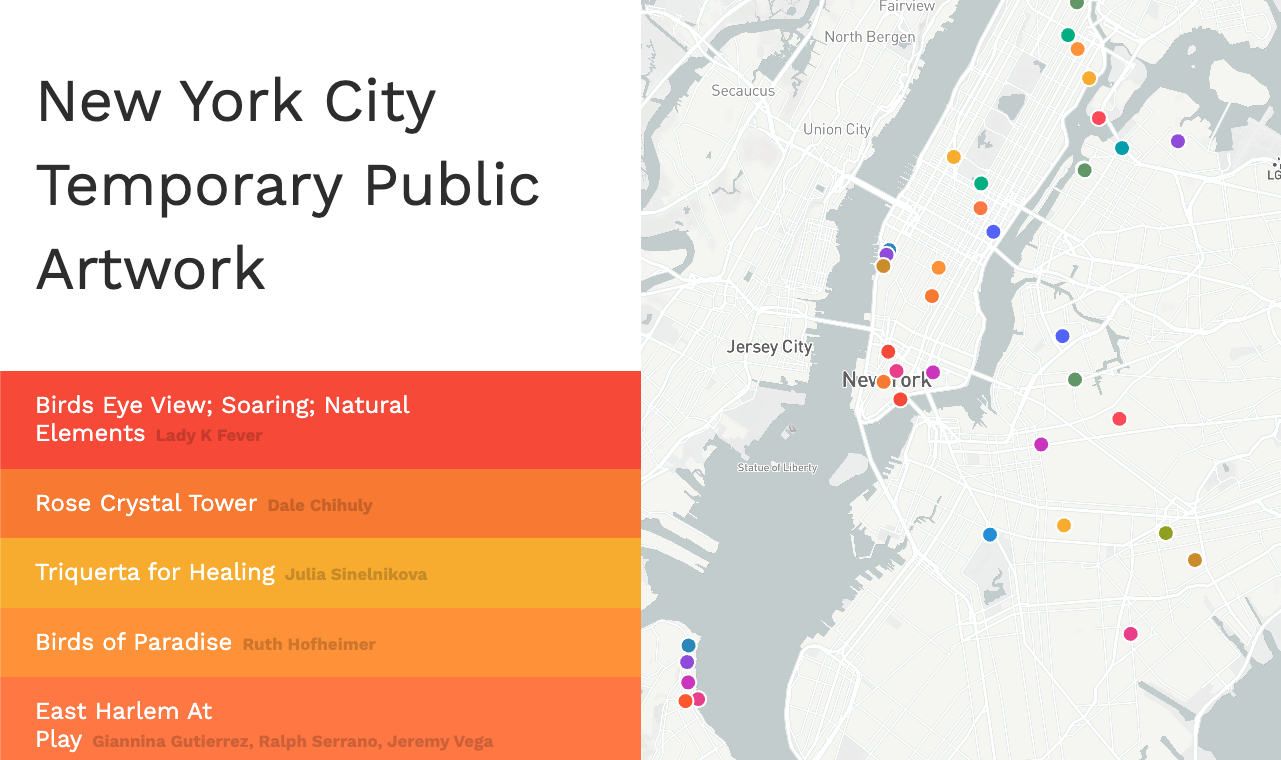 New York City
Temporary Public
Artwork
Birds Eye View; Soaring; Natural
Elements Lady K Fever
Rose Crystal Tower Dale Chihuly
Triquerta for Healing Julia Sinelnikova
Birds of Paradise Ruth Hofheimer
East Harlem At
Play Giannina Gutierrez, Ralph Serrano, Jeremy Vega
Fairview
North Bergen
Secaucus
Union City
LG
Jersey City
New York
Statue of Liberty